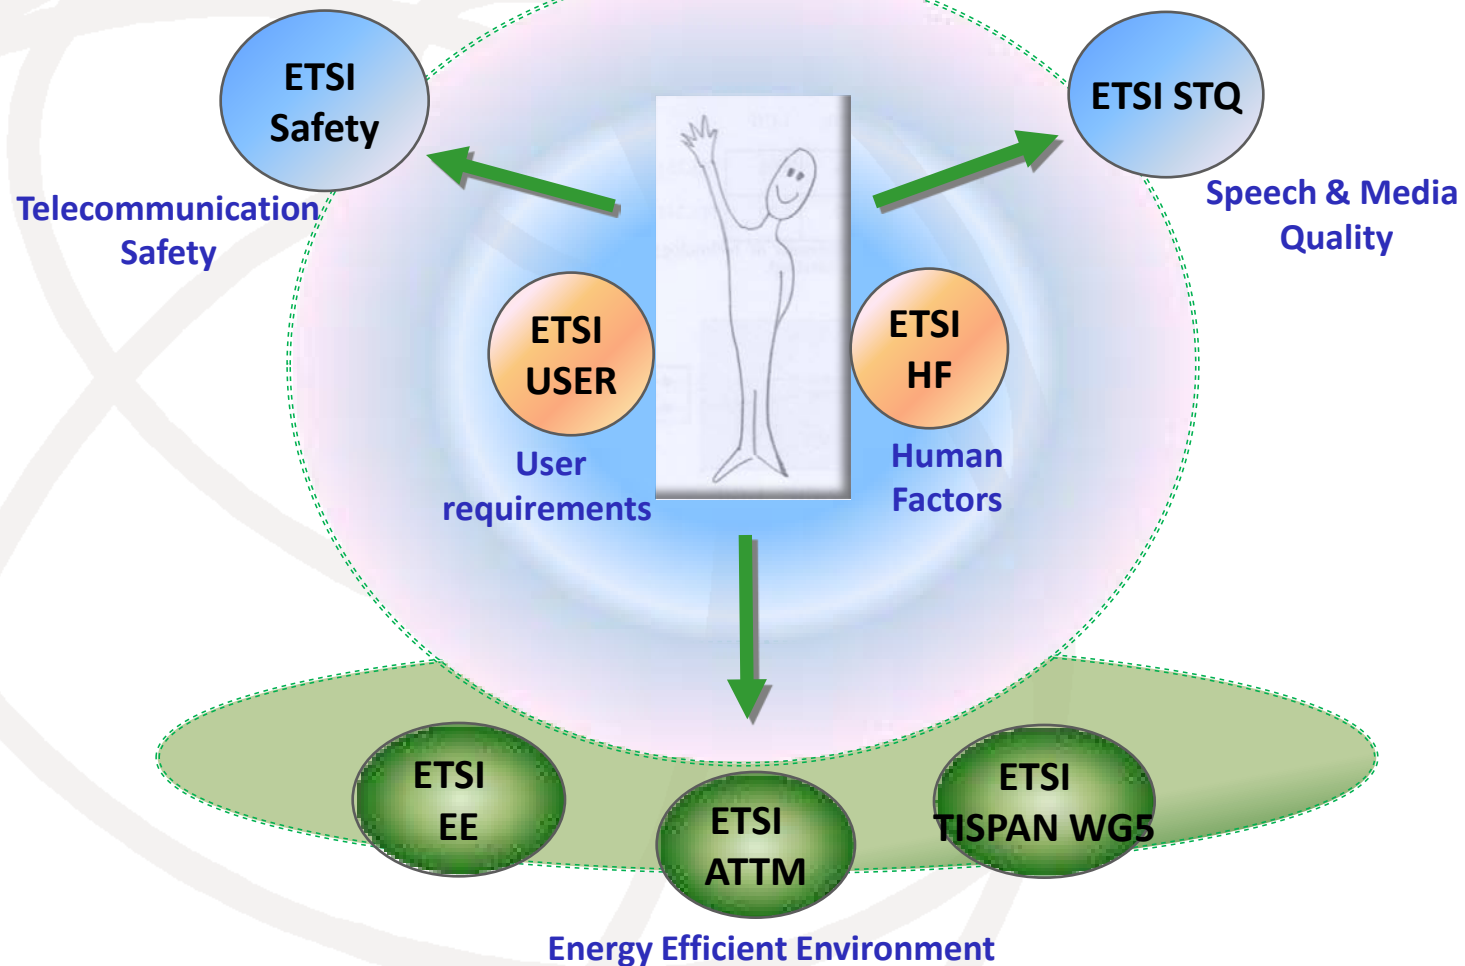 ETSI
Safety
ETSI STQ
Telecommunication
Safety
Speech & Media
Quality
ETSI
USER
ETSI
HF
User
requirements
Human
Factors
ETSI
EE
ETSI
ATTM
ETSI
TISPAN WG5
Energy Efficient Environment